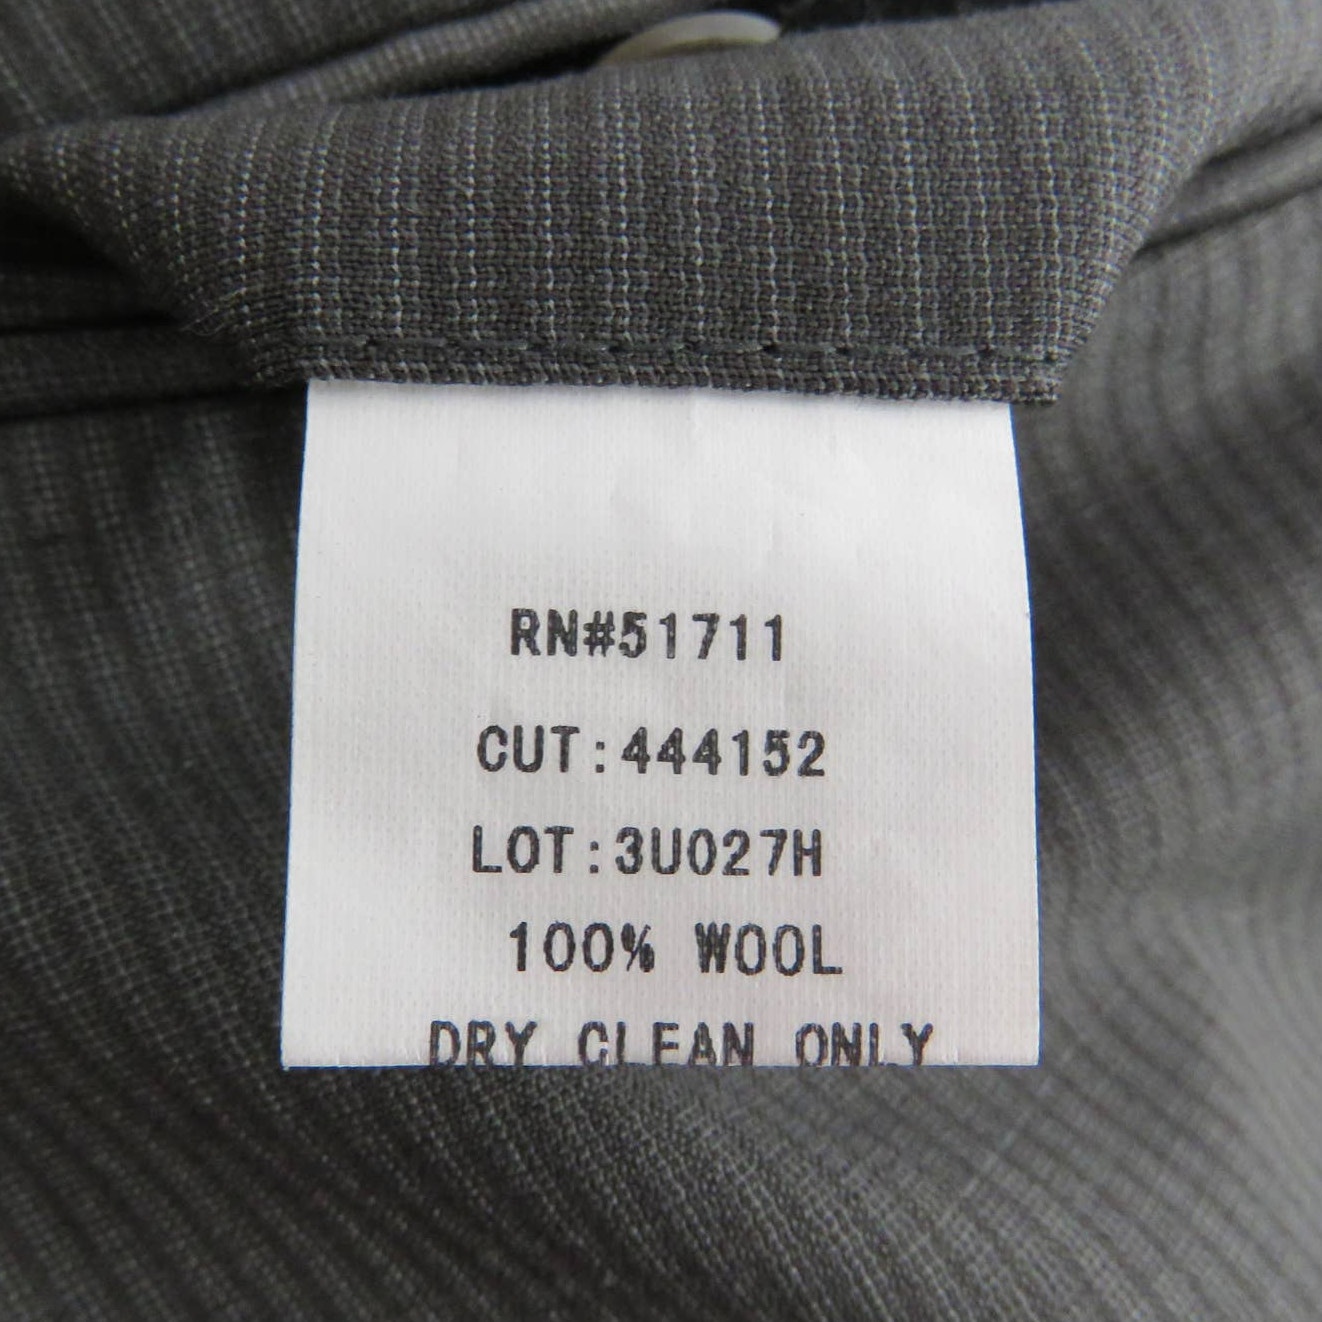 RN#51711
CUT:444152
LOT:3U027H
100% WOOL
DRY CLEAN ONLY